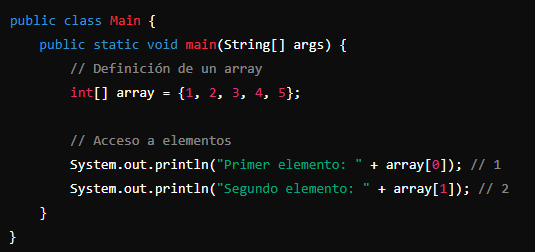 public class Main {
public static void main(String[] args) {
// Definición de un array
int[] array = {1, 2, 3, 4, 5};
// Acceso a elementos
System.out.println("Primer elemento: " + array[0]); // 1
System.out.println("Segundo elemento: " + array[1]); // 2
}
}